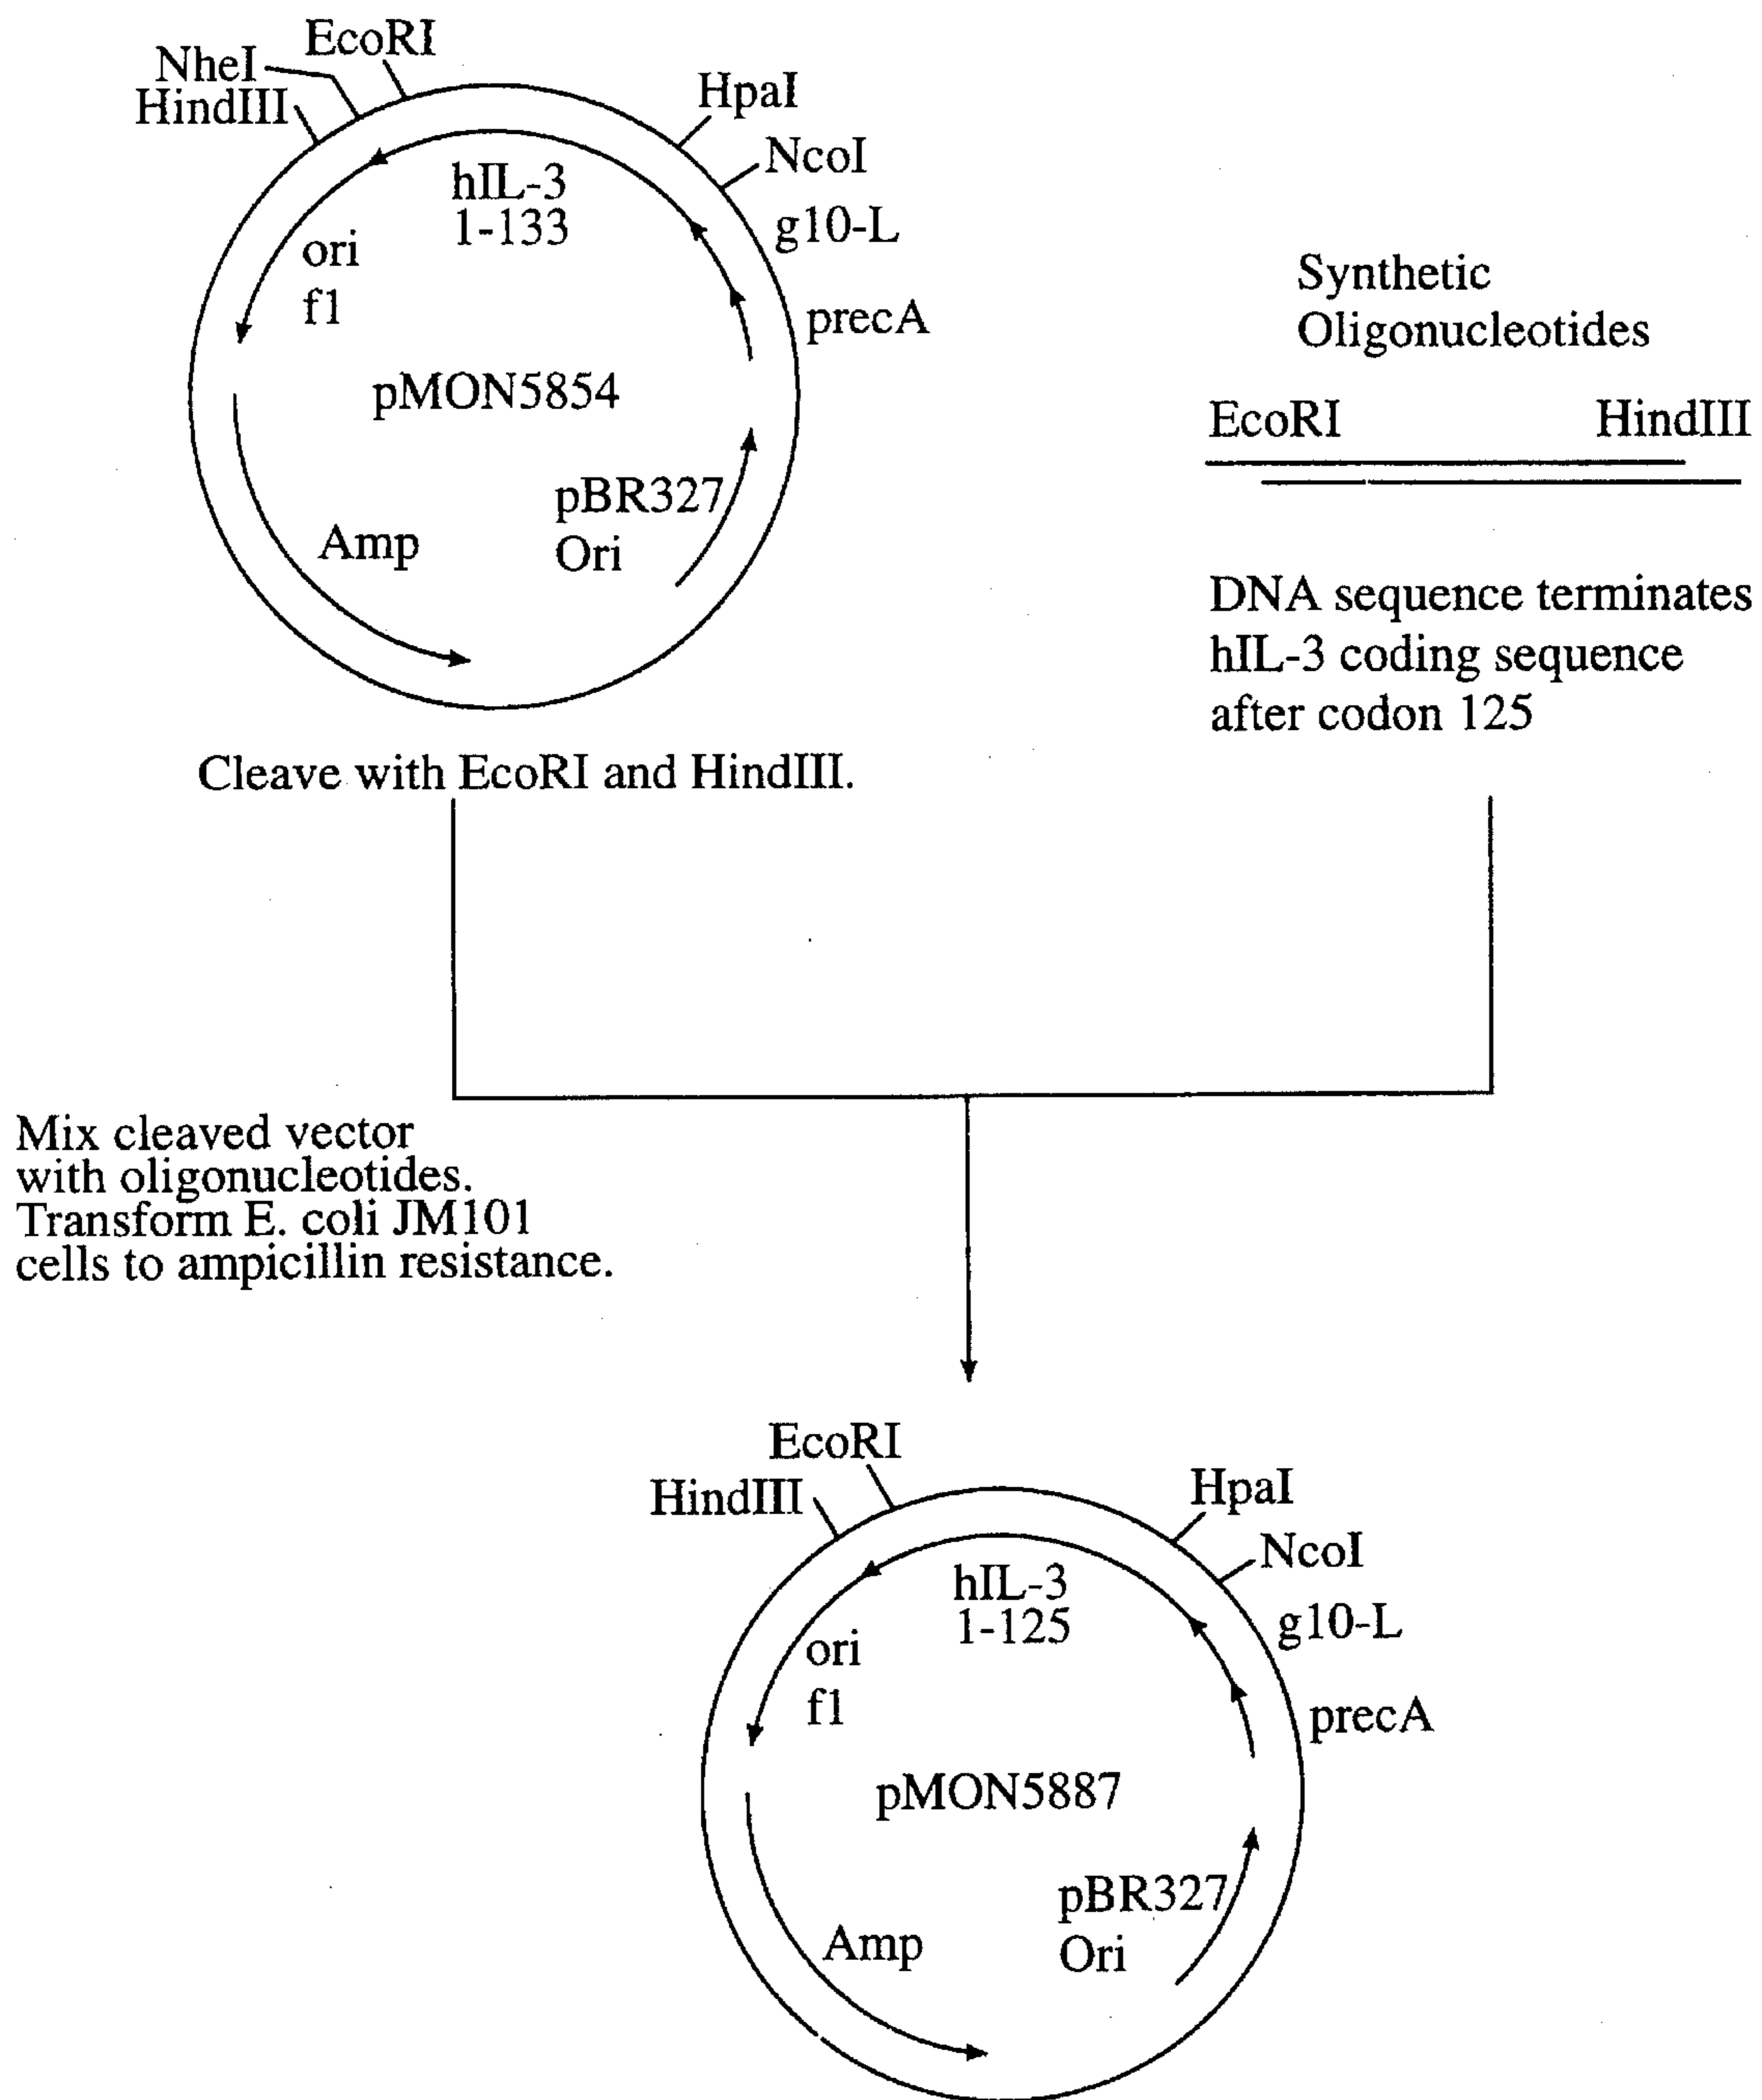 EcoRI
NheI
HindIII
HpaI
NcoI
hIL-3
1-133
g10-L
ori
f1
precA
pMON5854
pBR327
Ori
Amp
Synthetic
Oligonucleotides
EcoRI HindIII
DNA sequence terminates
hIL-3 coding sequence
after codon 125
Cleave with EcoRI and HindIII.
Mix cleaved vector
with oligonucleotides.
Transform E. coli JM101
cells to ampicillin resistance.
EcoRI
HindIII
HpaI
NcoI
hIL-3
1-125
g10-L
ori
f1
precA
pMON5887
pBR327
Ori
Amp